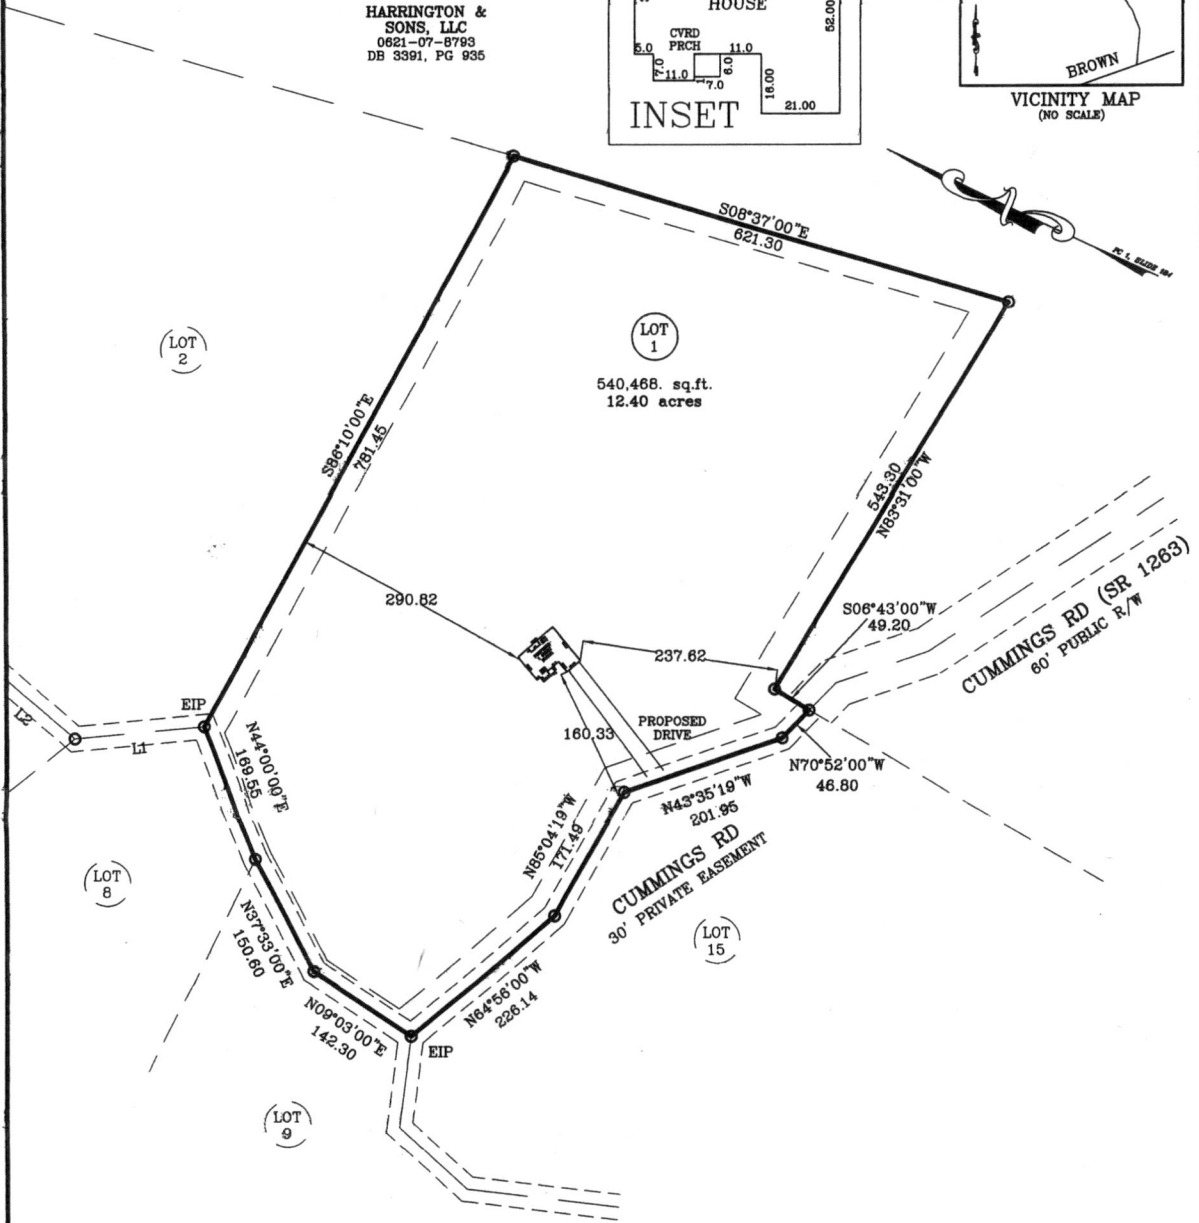 HARRINGTON &
SONS, LLC
0621-07-8793
DB 3391, PG 935
HOUSE
52.00
CVRD
PRCH
5.0
7.0
11.0
11.0
6.0
7.0
16.00
21.00
INSET
BROWN
VICINITY MAP
(NO SCALE)
PC 1, SLIDE 194
S08°37'00"E
621.30
LOT
1
540,468. sq.ft.
12.40 acres
LOT
2
S86°10'00"E
781.45
543.30
N83°31'00"W
290.82
237.62
S06°43'00"W
49.20
CUMMINGS RD (SR 1263)
60' PUBLIC R/W
PROPOSED
DRIVE
160.33
EIP
L1
L2
N44°00'00"E
169.55
N70°52'00"W
46.80
N43°35'19"W
201.95
CUMMINGS RD
30' PRIVATE EASEMENT
N85°04'19"W
171.49
LOT
8
LOT
15
N37°33'00"E
150.60
N64°56'00"W
226.14
N09°03'00"E
142.30
EIP
LOT
9